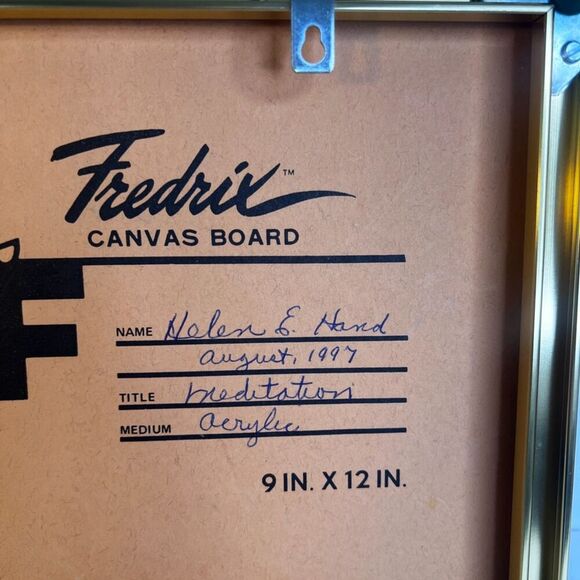 Fredrix™
CANVAS BOARD
NAME Helen E. Hand
August, 1997
TITLE Meditation
MEDIUM Acrylic
9 IN. X 12 IN.